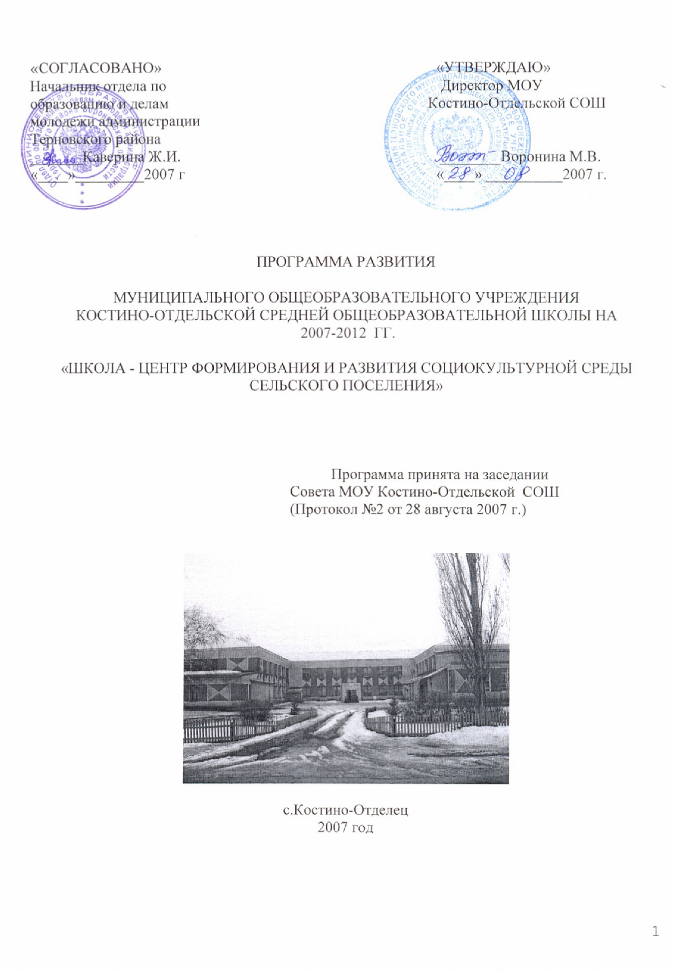 «СОГЛАСОВАНО»
Начальник отдела по
образованию и делам
молодежи администрации
Терновского района
Каверина Ж.И.
«____»_________2007 г
«УТВЕРЖДАЮ»
Директор МОУ
Костино-Отдельской СОШ
________Воронина М.В.
«28» 08 2007 г.
ПРОГРАММА РАЗВИТИЯ
МУНИЦИПАЛЬНОГО ОБЩЕОБРАЗОВАТЕЛЬНОГО УЧРЕЖДЕНИЯ
КОСТИНО-ОТДЕЛЬСКОЙ СРЕДНЕЙ ОБЩЕОБРАЗОВАТЕЛЬНОЙ ШКОЛЫ НА
2007-2012 ГГ.
«ШКОЛА - ЦЕНТР ФОРМИРОВАНИЯ И РАЗВИТИЯ СОЦИОКУЛЬТУРНОЙ СРЕДЫ
СЕЛЬСКОГО ПОСЕЛЕНИЯ»
Программа принята на заседании
Совета МОУ Костино-Отдельской СОШ
(Протокол №2 от 28 августа 2007 г.)
с.Костино-Отделец
2007 год
1